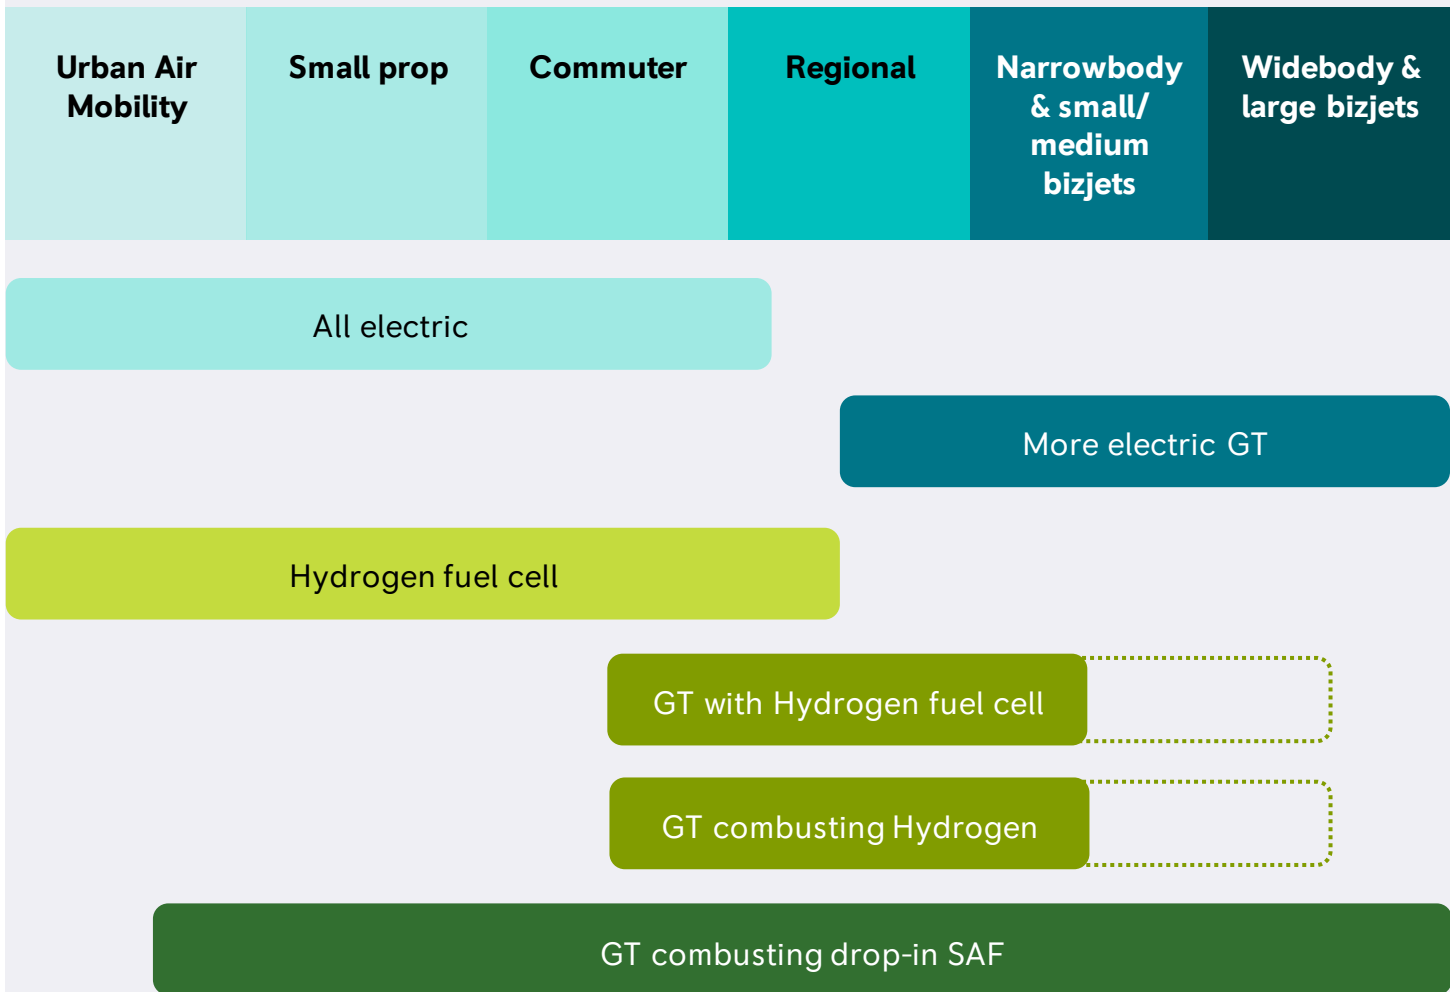 Urban Air
Mobility
Small prop
Commuter
Regional
Narrowbody
& small/
medium
bizjets
Widebody &
large bizjets
All electric
More electric GT
Hydrogen fuel cell
GT with Hydrogen fuel cell
GT combusting Hydrogen
GT combusting drop-in SAF